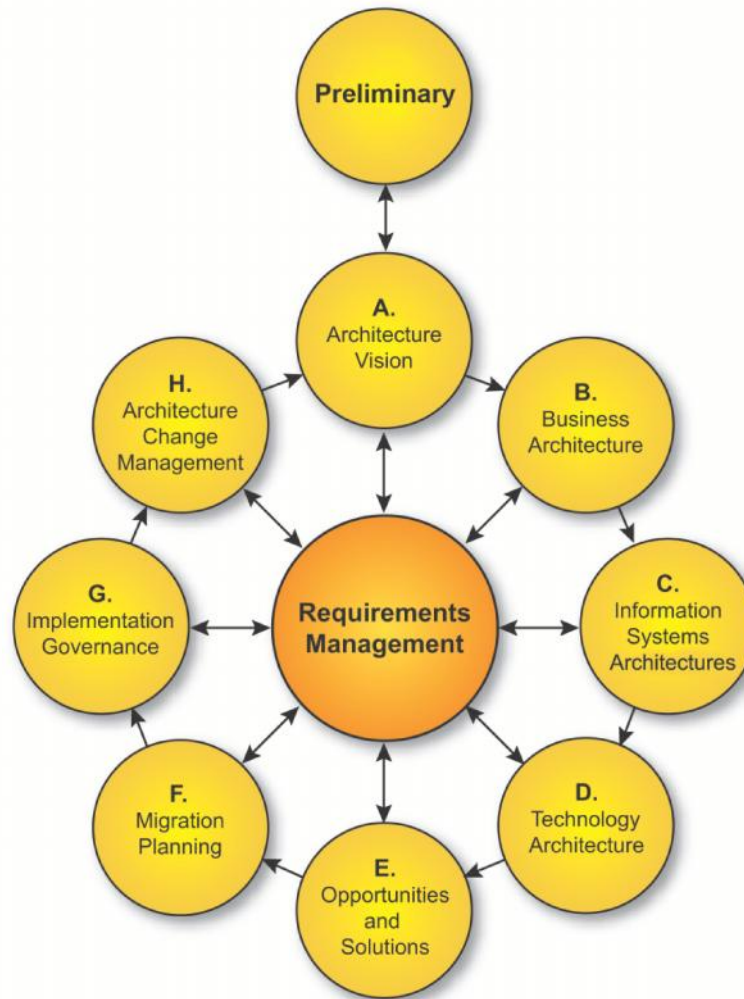 Preliminary
A.
Architecture
Vision
B.
Business
Architecture
C.
Information
Systems
Architectures
D.
Technology
Architecture
E.
Opportunities
and
Solutions
F.
Migration
Planning
G.
Implementation
Governance
H.
Architecture
Change
Management
Requirements
Management